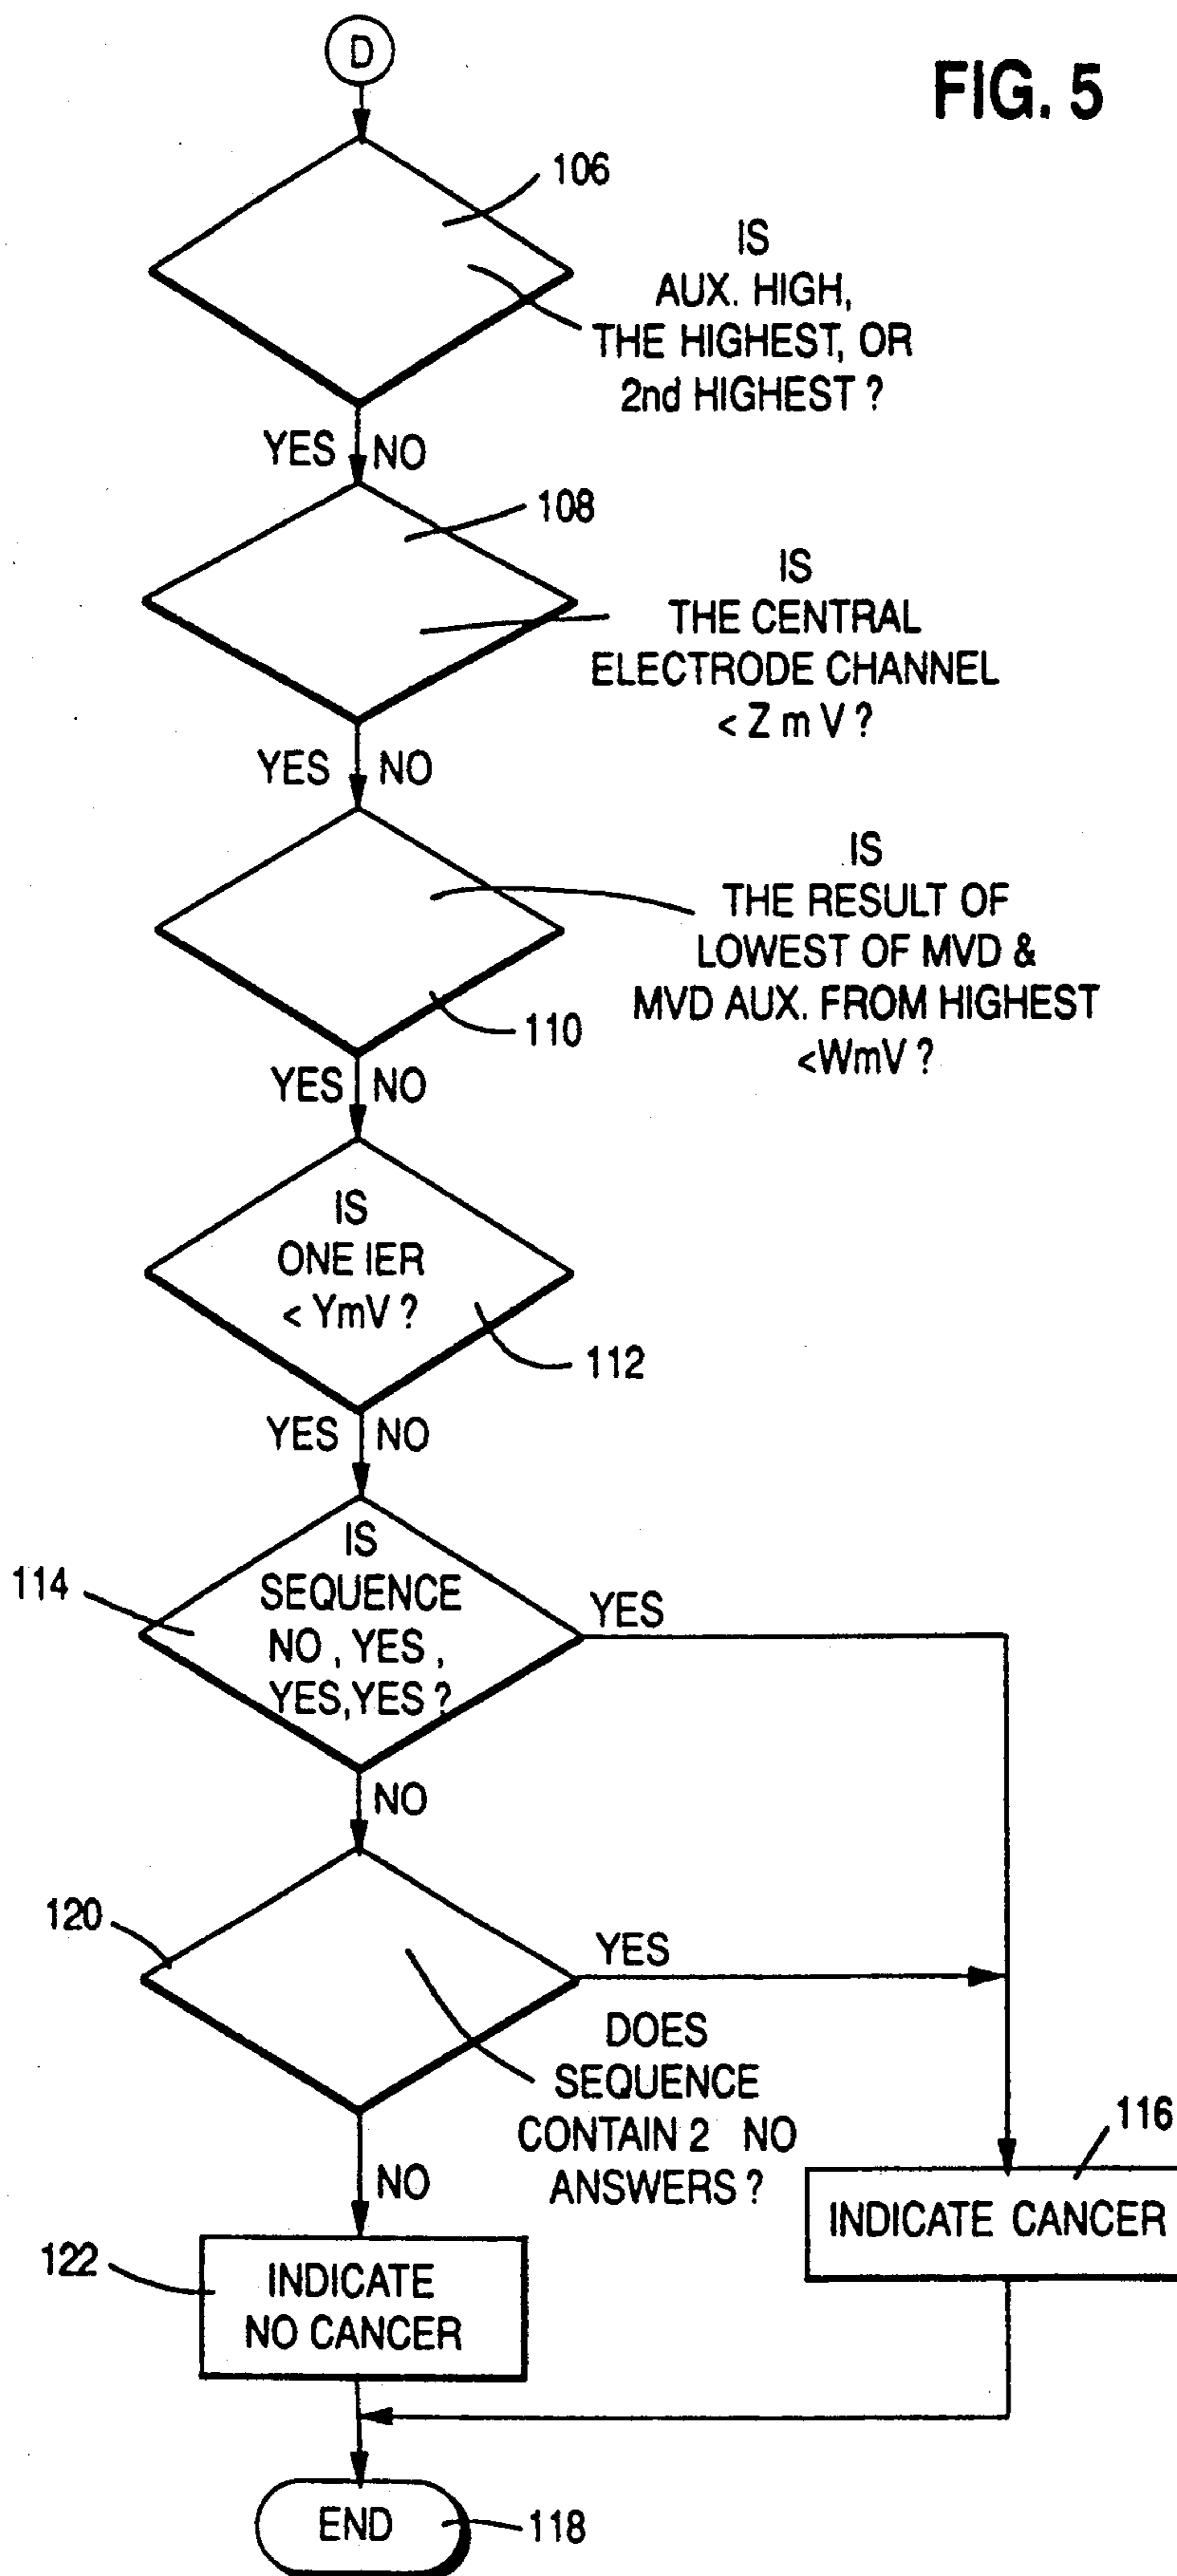 D
FIG. 5
106
IS
AUX. HIGH,
THE HIGHEST, OR
2nd HIGHEST ?
YES NO
108
IS
THE CENTRAL
ELECTRODE CHANNEL
< Z m V ?
YES NO
IS
THE RESULT OF
LOWEST OF MVD &
MVD AUX. FROM HIGHEST
<WmV ?
110
YES NO
IS
ONE IER
< YmV ?
112
YES NO
114
IS
SEQUENCE
NO , YES ,
YES,YES ?
YES
NO
120
YES
DOES
SEQUENCE
CONTAIN 2 NO
ANSWERS ?
NO
116
INDICATE CANCER
122
INDICATE
NO CANCER
END
118